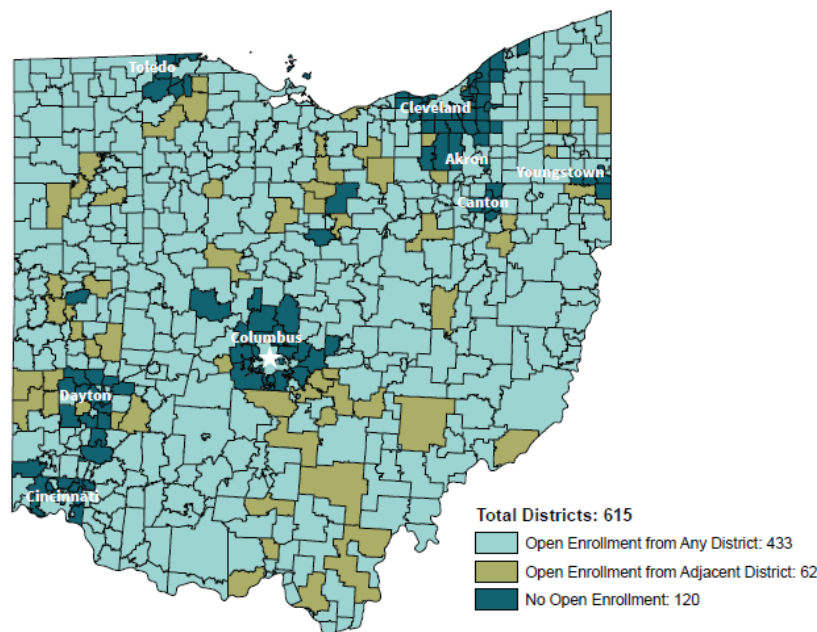 Toledo
Cleveland
Akron
Youngstown
Canton
Columbus
Dayton
Cincinnati
Total Districts: 615
Open Enrollment from Any District: 433
Open Enrollment from Adjacent District: 62
No Open Enrollment: 120